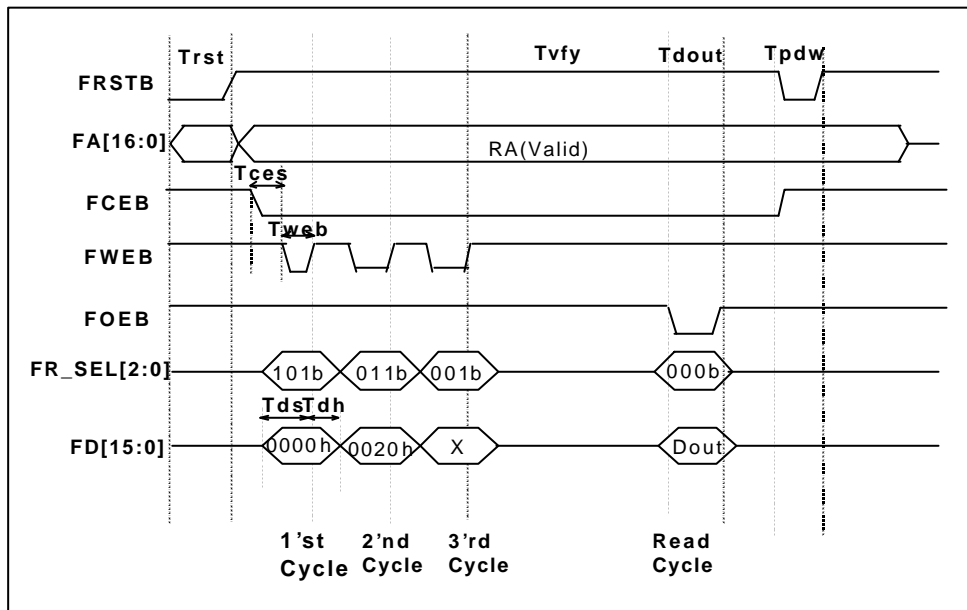 Trst Tvfy Tdout Tpdw
FRSTB
FA[16:0] RA(Valid)
Tces
FCEB
Tweb
FWEB
FOEB
FR_SEL[2:0] 101b 011b 001b 000b
Tds Tdh
FD[15:0] 0000h 0020h X Dout
1'st 2'nd 3'rd Read
Cycle Cycle Cycle Cycle